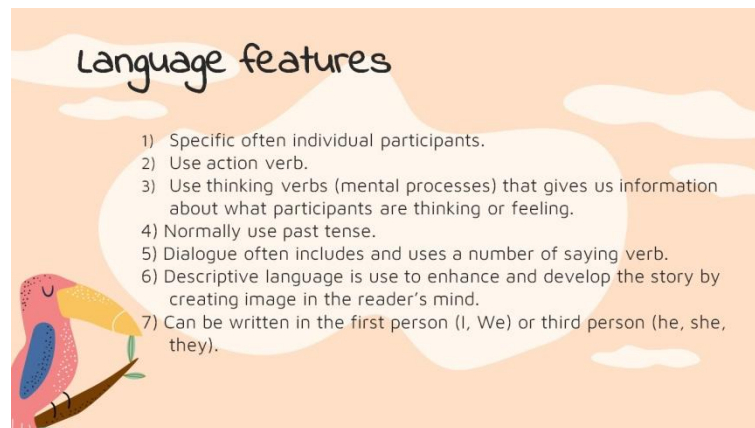 Language features
1) Specific often individual participants.
2) Use action verb.
3) Use thinking verbs (mental processes) that gives us information
about what participants are thinking or feeling.
4) Normally use past tense.
5) Dialogue often includes and uses a number of saying verb.
6) Descriptive language is use to enhance and develop the story by
creating image in the reader's mind.
7) Can be written in the first person (I, We) or third person (he, she,
they).